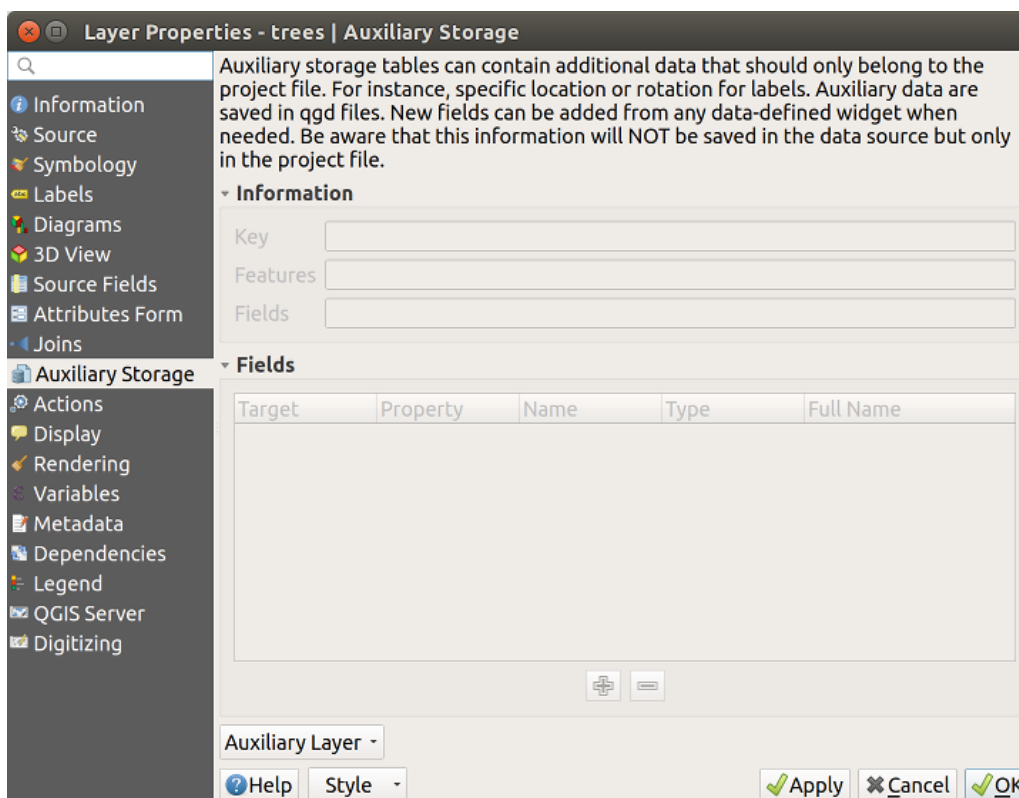 Layer Properties - trees | Auxiliary Storage
Information
Source
Symbology
Labels
Diagrams
3D View
Source Fields
Attributes Form
Joins
Auxiliary Storage
Actions
Display
Rendering
Variables
Metadata
Dependencies
Legend
QGIS Server
Digitizing
Auxiliary storage tables can contain additional data that should only belong to the
project file. For instance, specific location or rotation for labels. Auxiliary data are
saved in qgd files. New fields can be added from any data-defined widget when
needed. Be aware that this information will NOT be saved in the data source but only
in the project file.
Information
Key
Features
Fields
Fields
Target Property Name Type Full Name
Auxiliary Layer
Help Style Apply Cancel OK